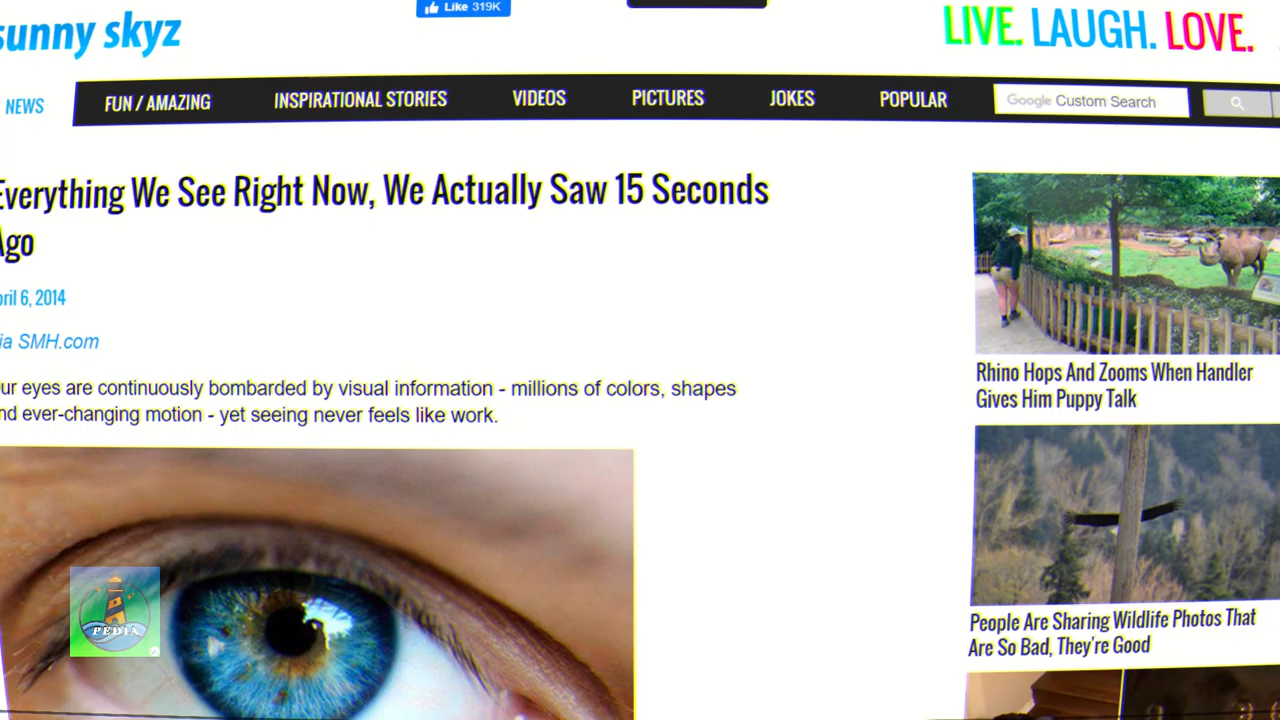 Like 319K
sunny skyz
LIVE. LAUGH. LOVE.
NEWS
FUN / AMAZING
INSPIRATIONAL STORIES
VIDEOS
PICTURES
JOKES
POPULAR
Google Custom Search
Everything We See Right Now, We Actually Saw 15 Seconds
Ago
pril 6, 2014
ia SMH.com
ur eyes are continuously bombarded by visual information - millions of colors, shapes
nd ever-changing motion - yet seeing never feels like work.
Rhino Hops And Zooms When Handler
Gives Him Puppy Talk
People Are Sharing Wildlife Photos That
Are So Bad, They're Good
PEDIA